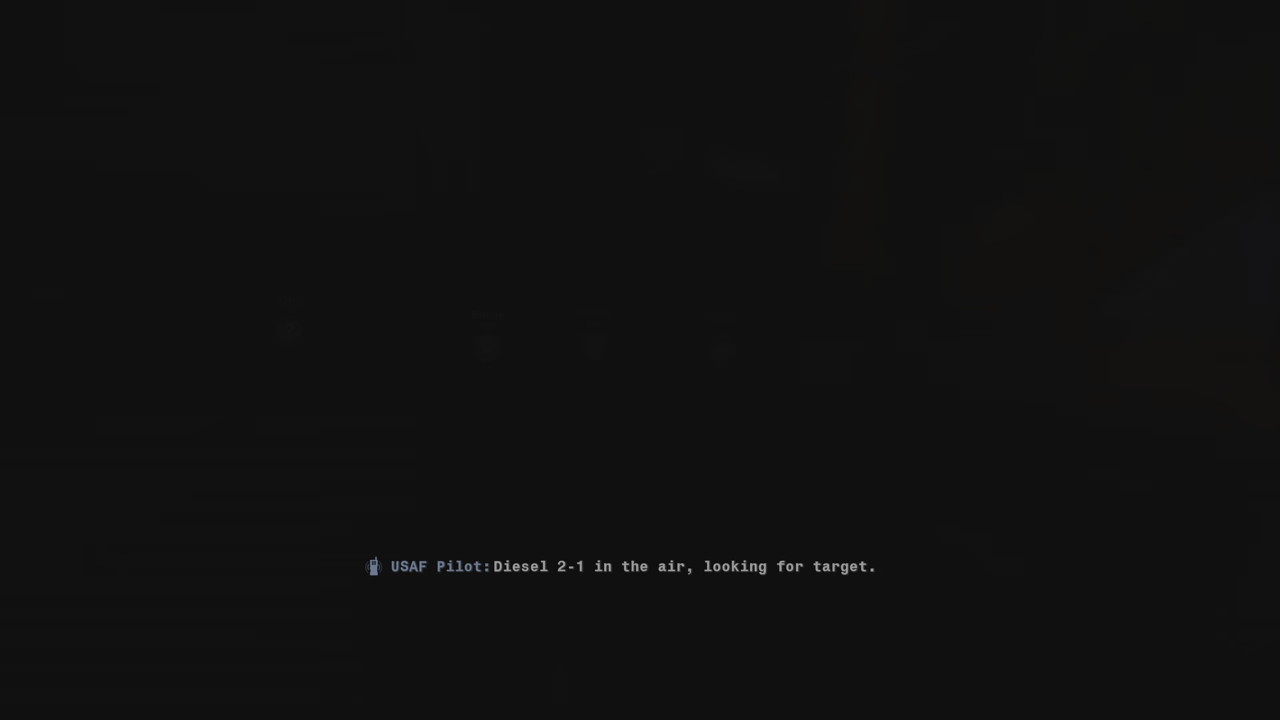 USAF Pilot: Diesel 2-1 in the air, looking for target.